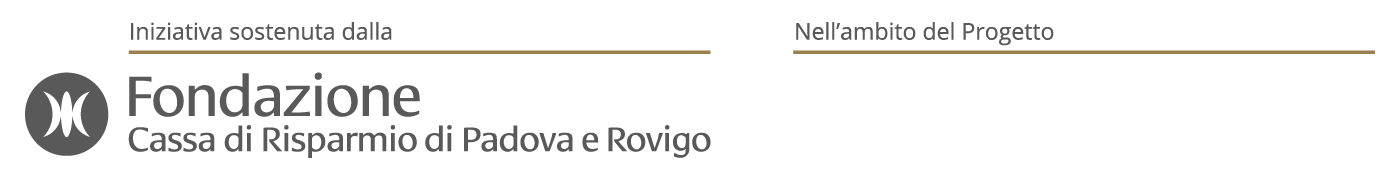 Iniziativa sostenuta dalla
Fondazione
Cassa di Risparmio di Padova e Rovigo
Nell'ambito del Progetto